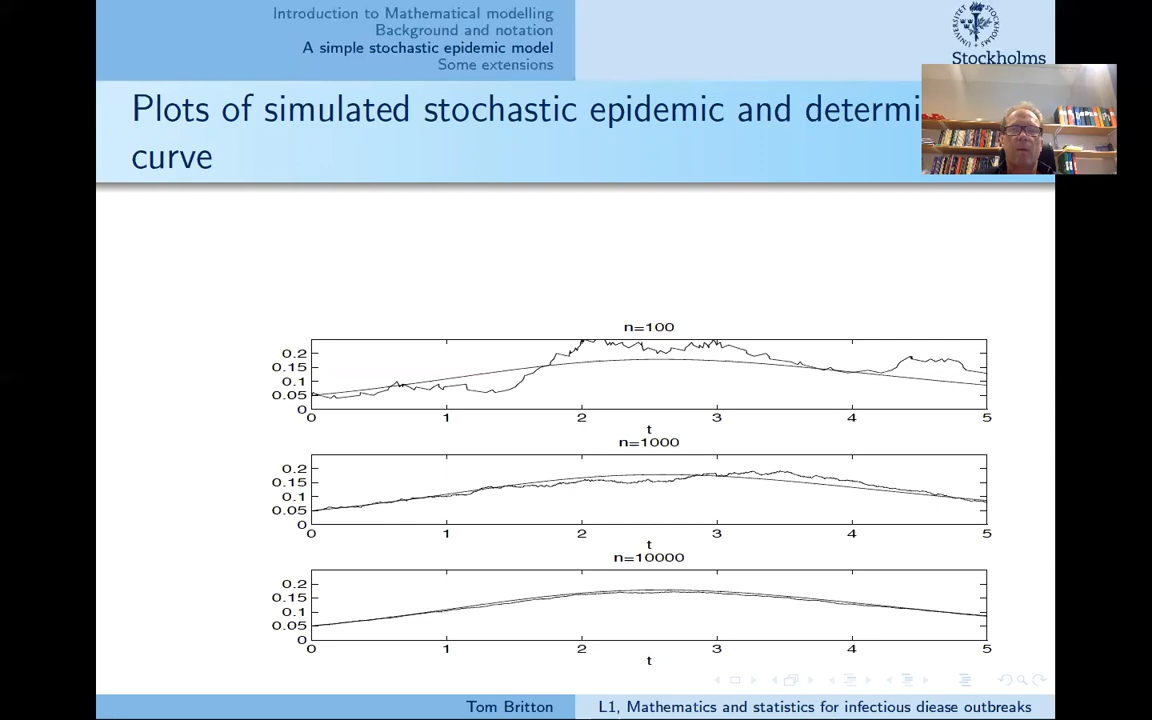 Introduction to Mathematical modelling
Background and notation
A simple stochastic epidemic model
Some extensions
Stockholms
Plots of simulated stochastic epidemic and determi
curve
n=100
0.2
0.15
0.1
0.05
0
0 1 2 3 4 5
t
n=1000
0.2
0.15
0.1
0.05
0
0 1 2 3 4 5
t
n=10000
0.2
0.15
0.1
0.05
0
0 1 2 3 4 5
t
Tom Britton
L1, Mathematics and statistics for infectious diease outbreaks